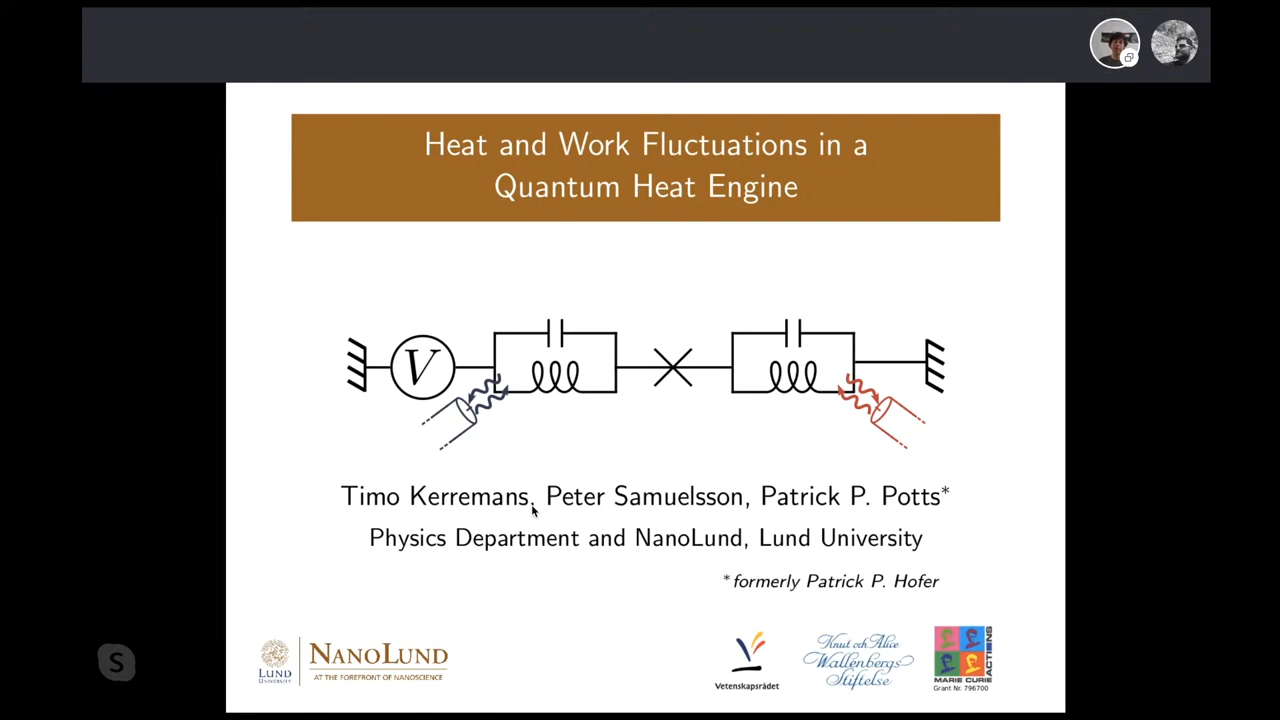 Heat and Work Fluctuations in a
Quantum Heat Engine
V
Timo Kerremans, Peter Samuelsson, Patrick P. Potts*
Physics Department and NanoLund, Lund University
*formerly Patrick P. Hofer
LUND
UNIVERSITY
NANOLUND
AT THE FOREFRONT OF NANOSCIENCE
Vetenskapsrådet
Knut och Alice
Wallenbergs
Stiftelse
MARIE CURIE
ACTIENS
Grant Nr. 796700
S